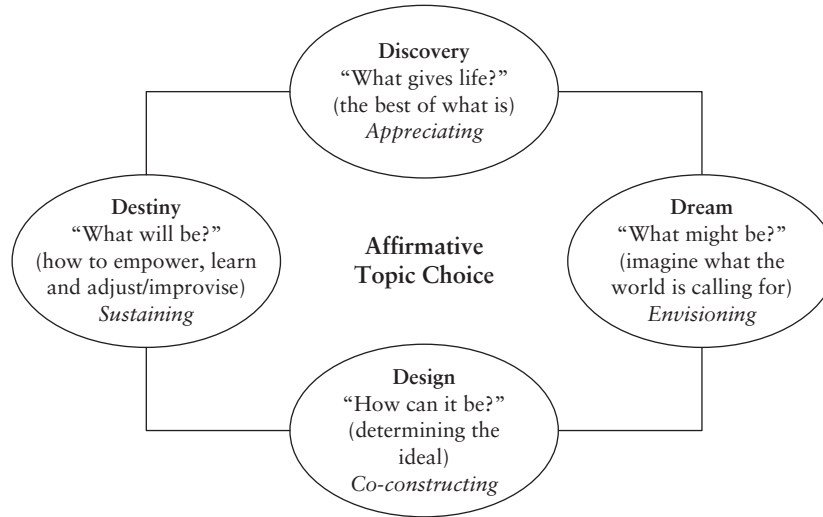 Discovery
“What gives life?”
(the best of what is)
Appreciating
Destiny
“What will be?”
(how to empower, learn
and adjust/improvise)
Sustaining
Affirmative
Topic Choice
Dream
“What might be?”
(imagine what the
world is calling for)
Envisioning
Design
“How can it be?”
(determining the
ideal)
Co-constructing